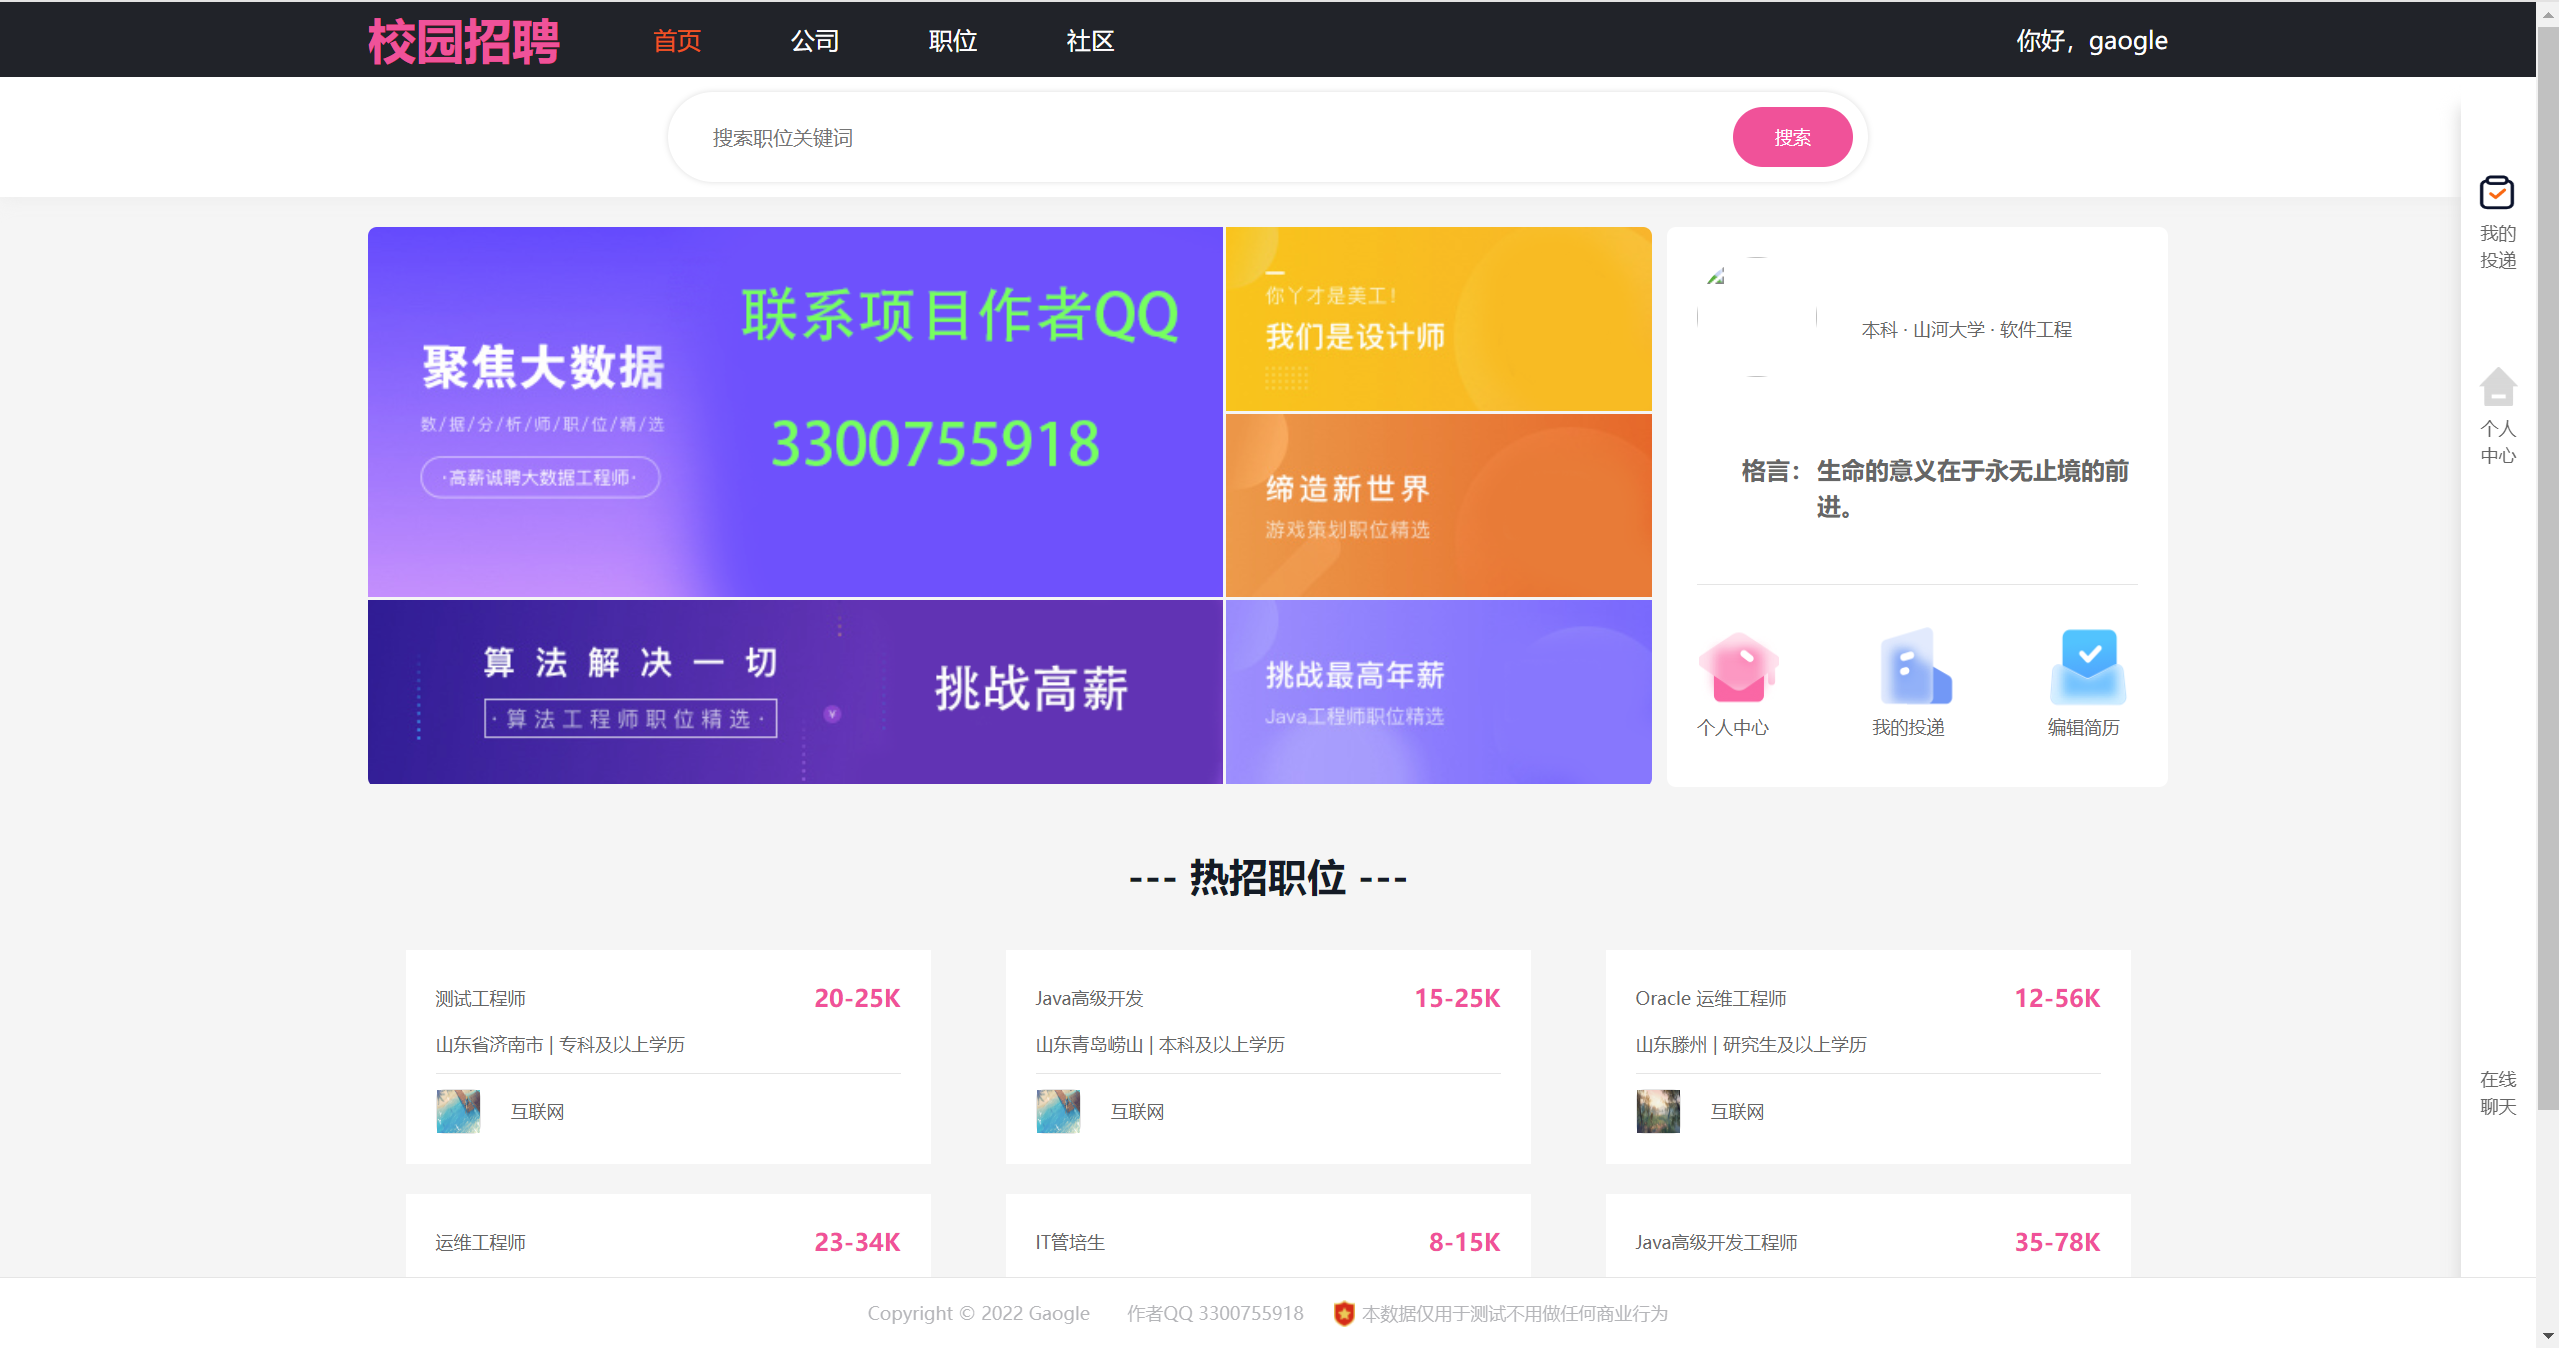 校园招聘
首页 公司 职位 社区
你好，gaogle
搜索职位关键词
搜索
我的
投递
个人
中心
在线
聊天
聚焦大数据
数/据/分/析/师/职/位/精/选
·高薪诚聘大数据工程师·
联系项目作者QQ
3300755918
你丫才是美工！
我们是设计师
缔造新世界
游戏策划职位精选
算法解决一切
·算法工程师职位精选·
¥
挑战高薪
挑战最高年薪
Java工程师职位精选
本科 · 山河大学 · 软件工程
格言： 生命的意义在于永无止境的前
进。
个人中心 我的投递 编辑简历
--- 热招职位 ---
测试工程师 20-25K
山东省济南市 | 专科及以上学历
互联网
Java高级开发 15-25K
山东青岛崂山 | 本科及以上学历
互联网
Oracle 运维工程师 12-56K
山东滕州 | 研究生及以上学历
互联网
运维工程师 23-34K
IT管培生 8-15K
Java高级开发工程师 35-78K
Copyright © 2022 Gaogle 作者QQ 3300755918 本数据仅用于测试不用做任何商业行为